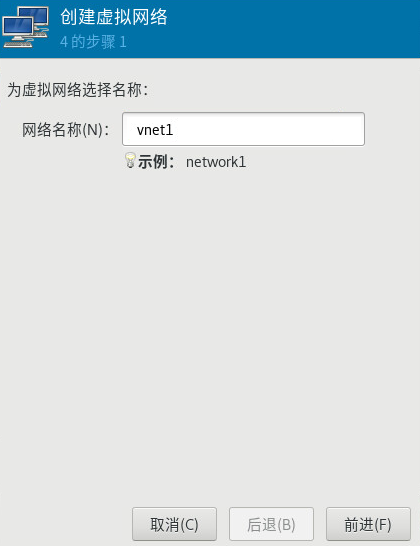 创建虚拟网络
4 的步骤 1
为虚拟网络选择名称：
网络名称(N)： vnet1
示例： network1
取消(C) 后退(B) 前进(F)